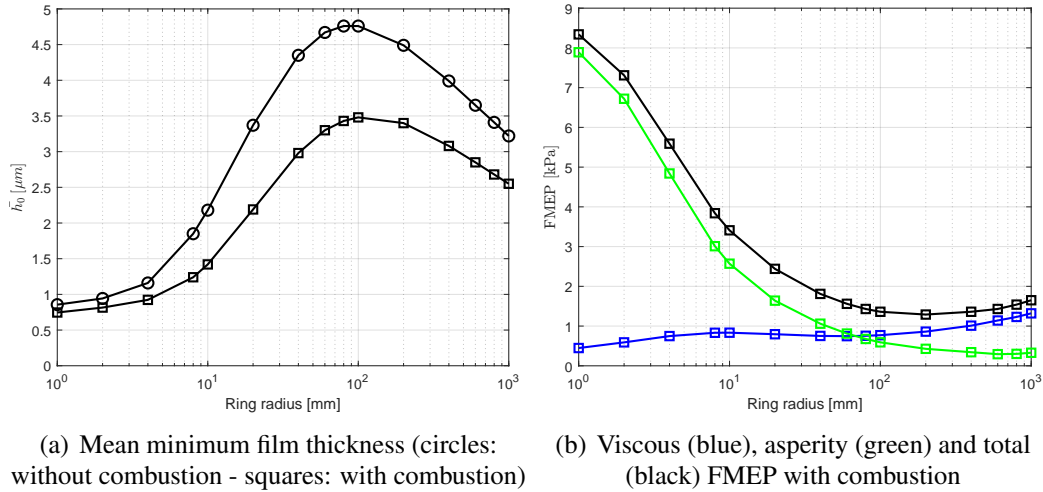 5
4.5
4
3.5
3
2.5
2
1.5
1
0.5
0
h̄₀ [μm]
10⁰ 10¹ 10² 10³
Ring radius [mm]
9
8
7
6
5
4
3
2
1
0
FMEP [kPa]
10⁰ 10¹ 10² 10³
Ring radius [mm]
(a) Mean minimum film thickness (circles:
without combustion - squares: with combustion)
(b) Viscous (blue), asperity (green) and total
(black) FMEP with combustion